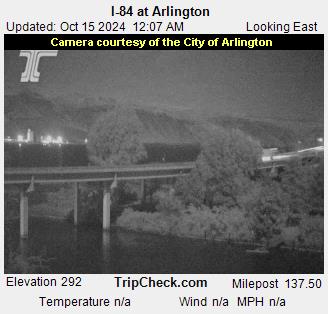 I-84 at Arlington
Updated: Oct 15 2024 12:07 AM Looking East
Camera courtesy of the City of Arlington
Elevation 292 TripCheck.com Milepost 137.50
Temperature n/a Wind n/a MPH n/a